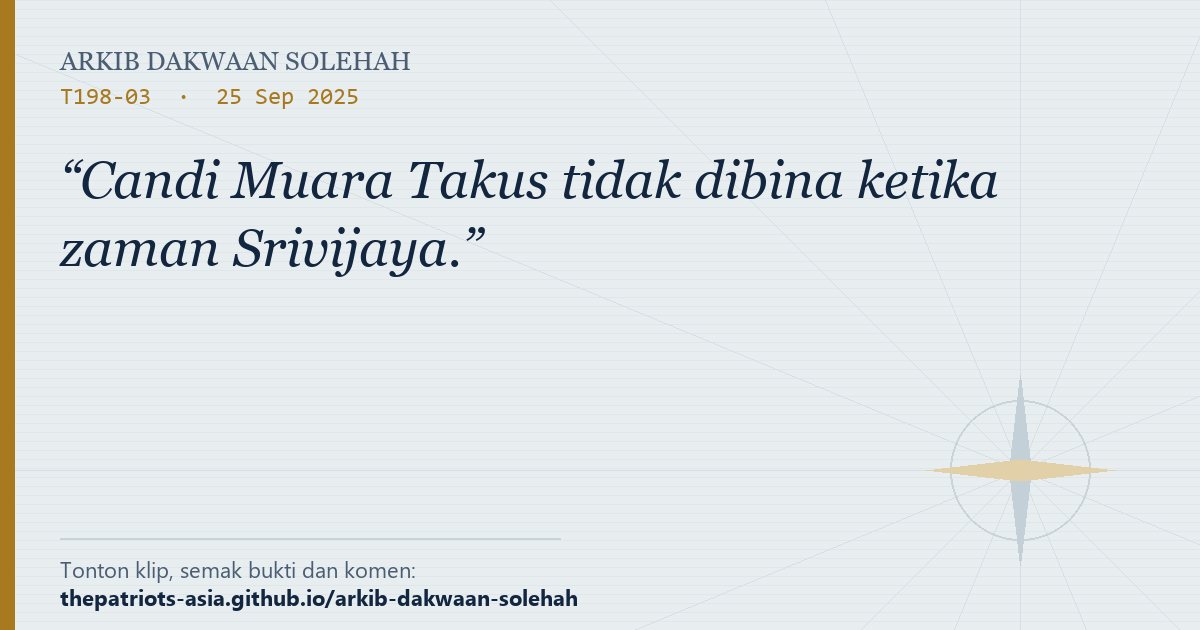 ARKIB DAKWAAN SOLEHAH
T198-03 · 25 Sep 2025
“Candi Muara Takus tidak dibina ketika
zaman Srivijaya.”
Tonton klip, semak bukti dan komen:
thepatriots-asia.github.io/arkib-dakwaan-solehah